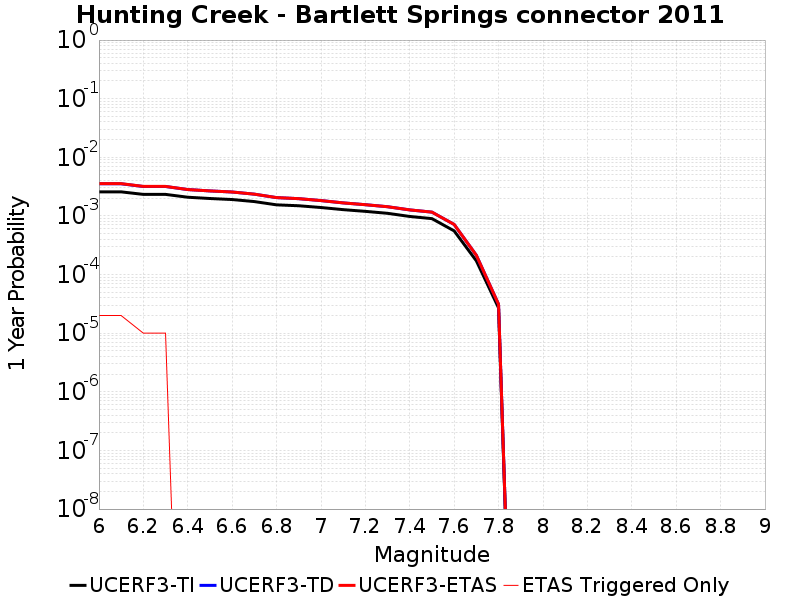 Hunting Creek - Bartlett Springs connector 2011
10^0
10^-1
10^-2
10^-3
10^-4
10^-5
10^-6
10^-7
10^-8
1 Year Probability
6 6.2 6.4 6.6 6.8 7 7.2 7.4 7.6 7.8 8 8.2 8.4 8.6 8.8 9
Magnitude
UCERF3-TI UCERF3-TD UCERF3-ETAS ETAS Triggered Only